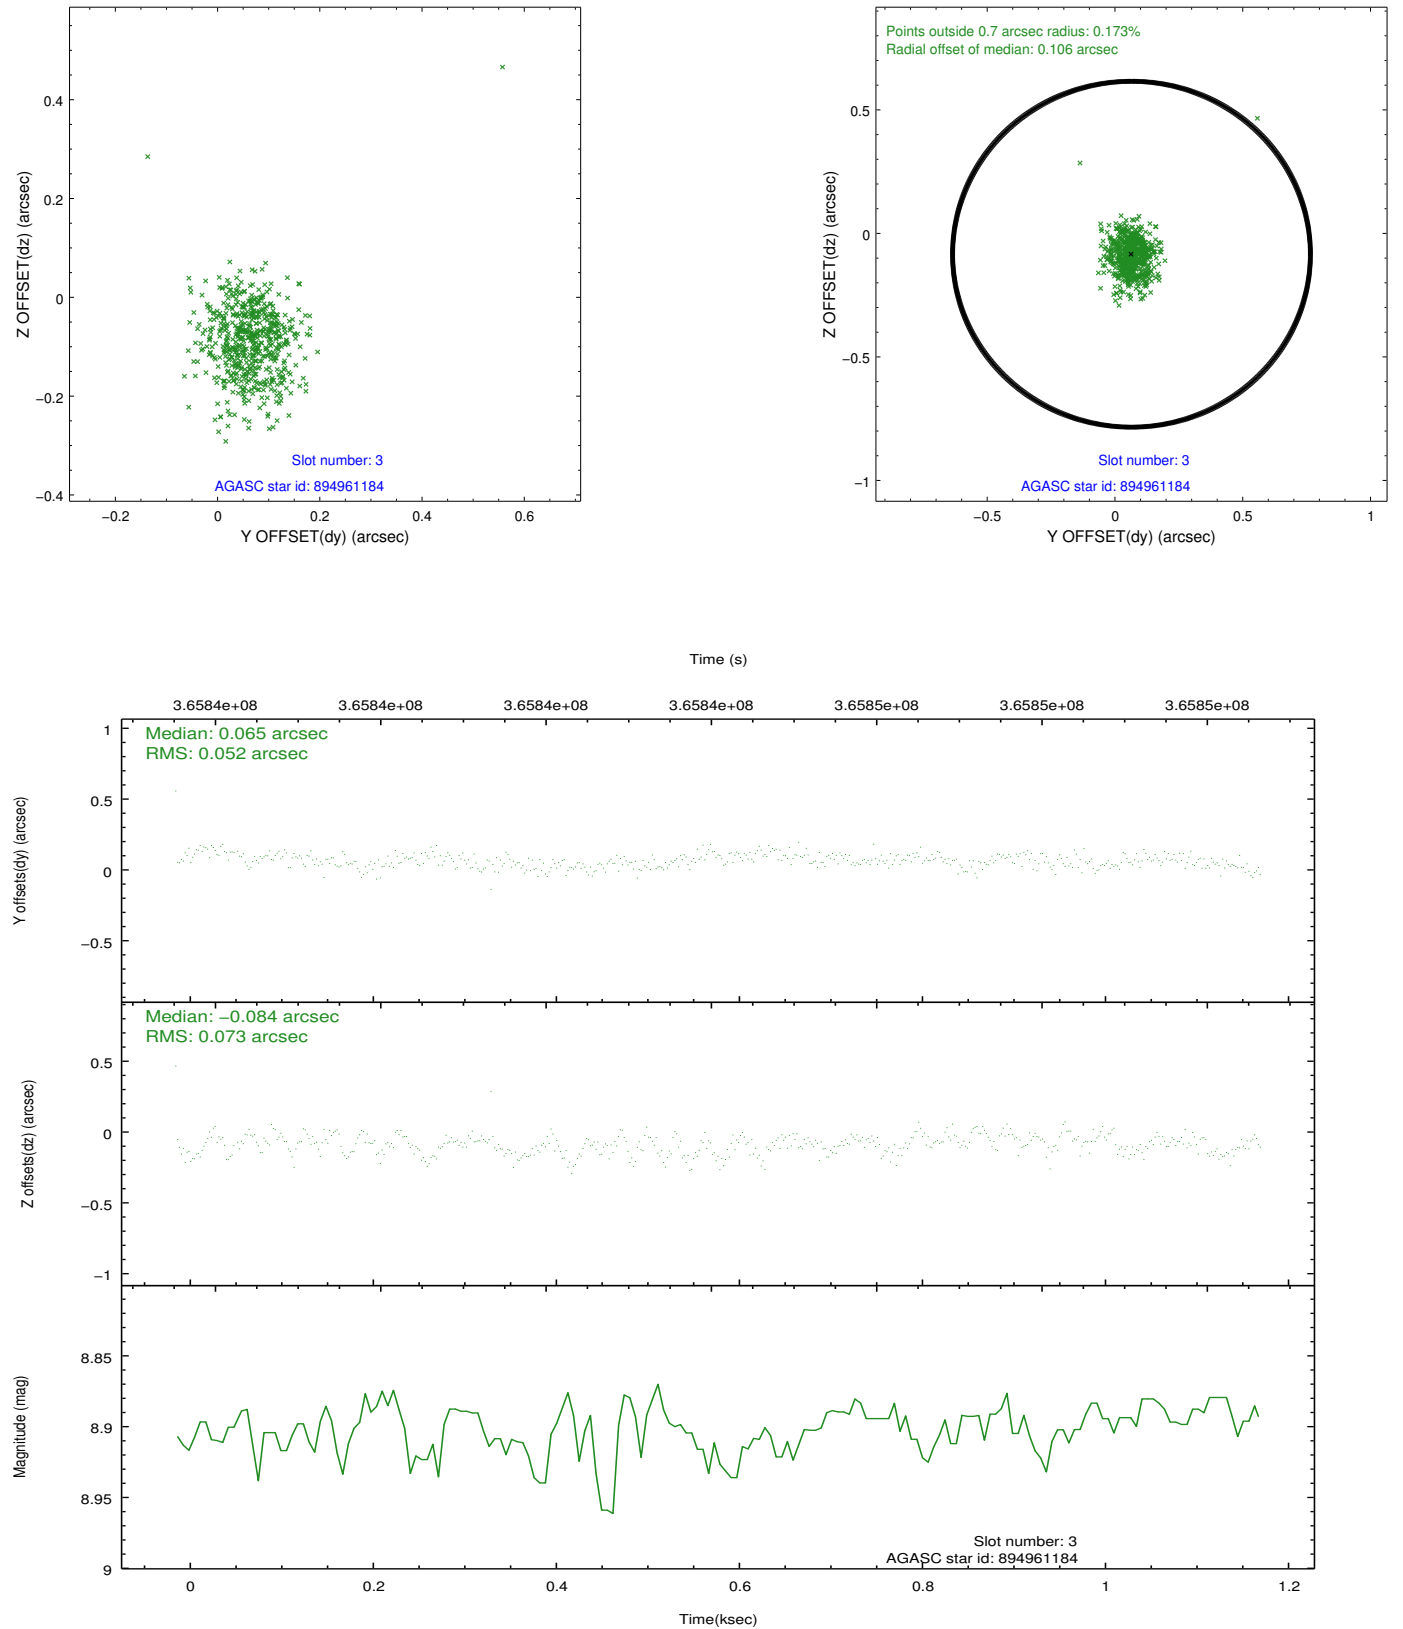 0.4
0.2
0
−0.2
−0.4
Z OFFSET(dz) (arcsec)
Slot number: 3
AGASC star id: 894961184
−0.2 0 0.2 0.4 0.6
Y OFFSET(dy) (arcsec)
Points outside 0.7 arcsec radius: 0.173%
Radial offset of median: 0.106 arcsec
0.5
0
−0.5
−1
Z OFFSET(dz) (arcsec)
Slot number: 3
AGASC star id: 894961184
−0.5 0 0.5 1
Y OFFSET(dy) (arcsec)
Time (s)
3.6584e+08 3.6584e+08 3.6584e+08 3.6584e+08 3.6585e+08 3.6585e+08 3.6585e+08
Median: 0.065 arcsec
RMS: 0.052 arcsec
1
0.5
0
−0.5
Y offsets(dy) (arcsec)
Median: −0.084 arcsec
RMS: 0.073 arcsec
0.5
0
−0.5
−1
Z offsets(dz) (arcsec)
8.85
8.9
8.95
9
Magnitude (mag)
Slot number: 3
AGASC star id: 894961184
0 0.2 0.4 0.6 0.8 1 1.2
Time(ksec)